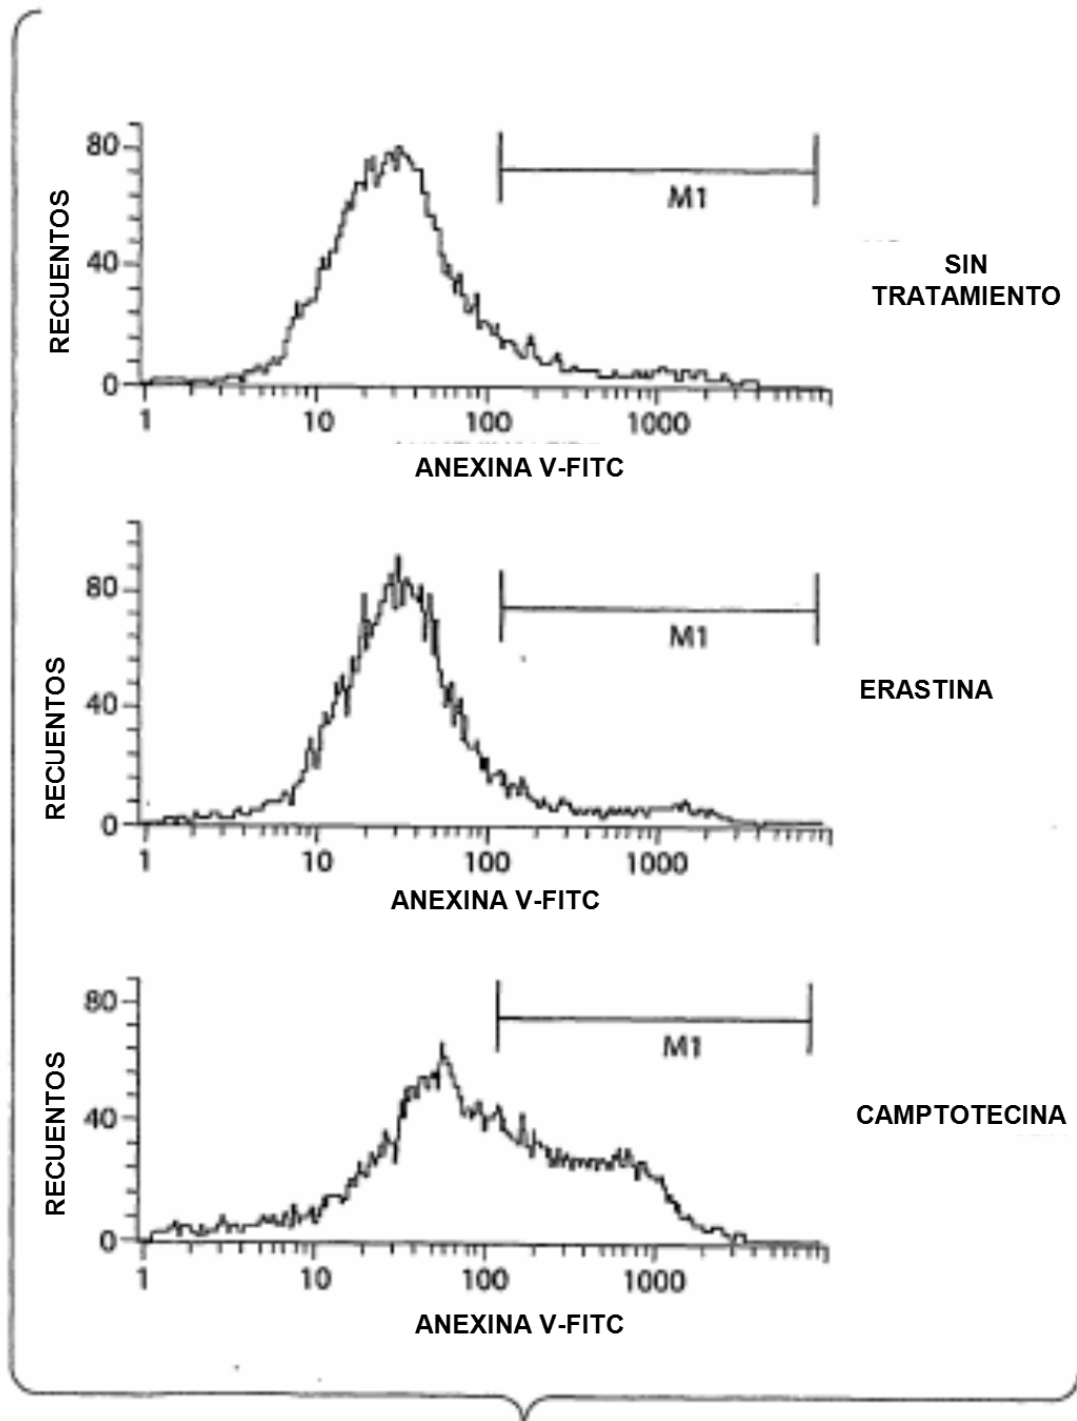 80
40
0
RECUENTOS
M1
SIN
TRATAMIENTO
1 10 100 1000
ANEXINA V-FITC
80
40
0
RECUENTOS
M1
ERASTINA
1 10 100 1000
ANEXINA V-FITC
80
40
0
RECUENTOS
M1
CAMPTOTECINA
1 10 100 1000
ANEXINA V-FITC